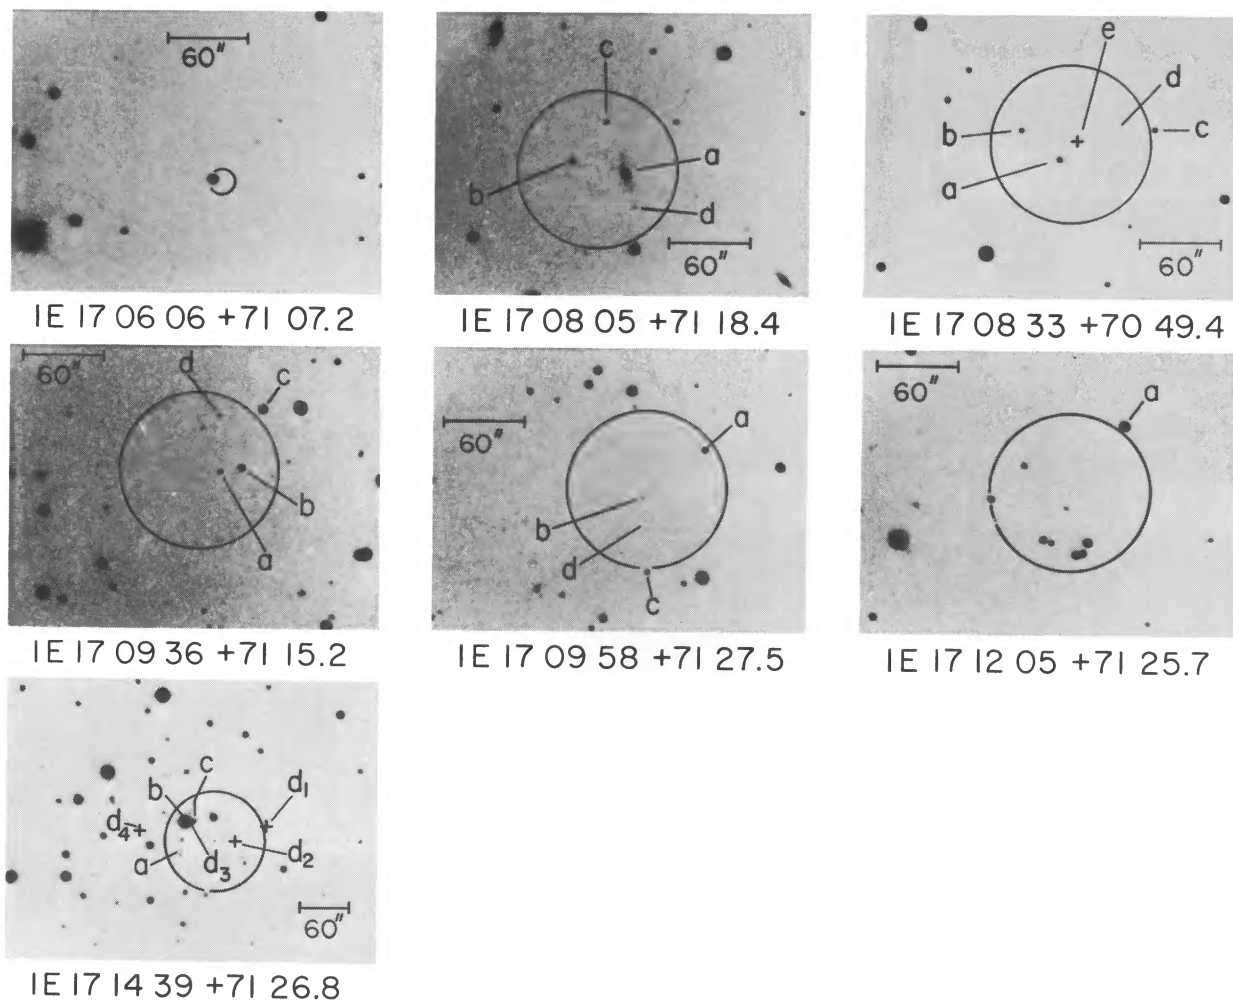 60"
1E 17 06 06 +71 07.2
c
a
b
d
60"
1E 17 08 05 +71 18.4
e
d
b
c
a
60"
1E 17 08 33 +70 49.4
60"
d
c
b
a
1E 17 09 36 +71 15.2
60"
a
b
d
c
1E 17 09 58 +71 27.5
60"
a
1E 17 12 05 +71 25.7
c
b
d1
d4
a
d3
d2
60"
1E 17 14 39 +71 26.8